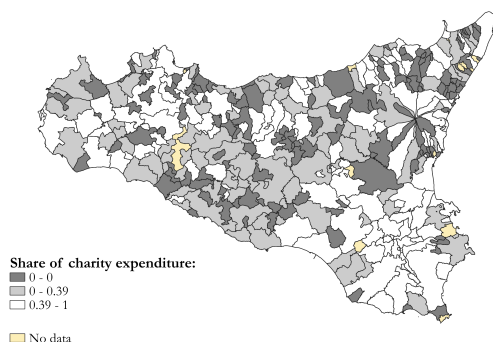 Share of charity expenditure:
0 - 0
0 - 0.39
0.39 - 1
No data